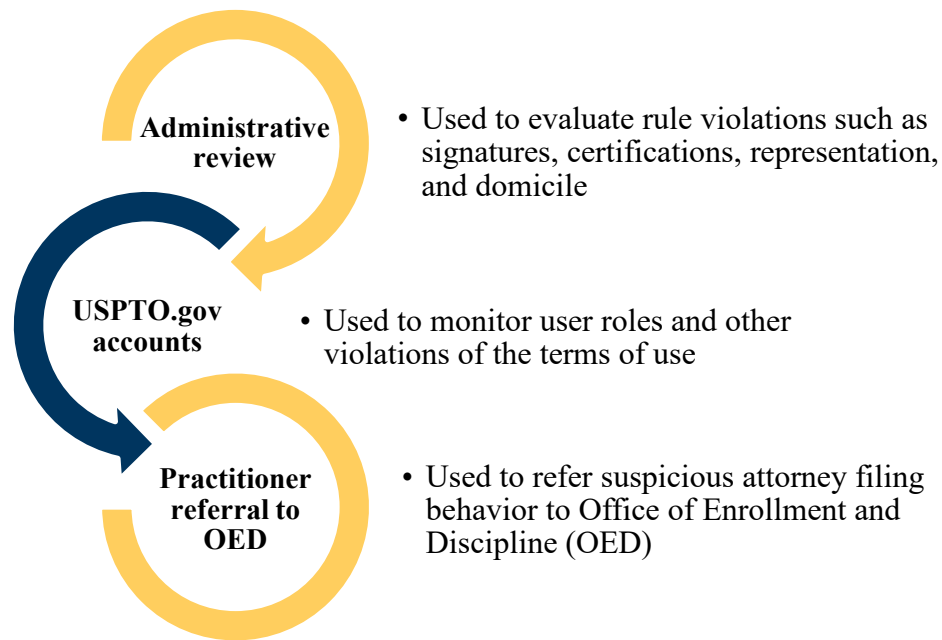 Administrative
review
• Used to evaluate rule violations such as
signatures, certifications, representation,
and domicile
USPTO.gov
accounts
• Used to monitor user roles and other
violations of the terms of use
Practitioner
referral to
OED
• Used to refer suspicious attorney filing
behavior to Office of Enrollment and
Discipline (OED)